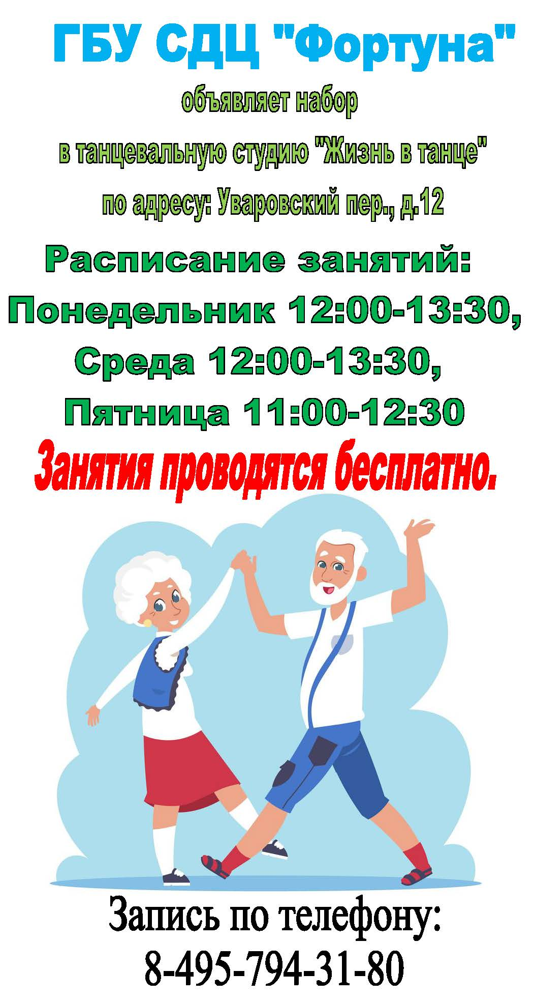 ГБУ СДЦ "Фортуна"
объявляет набор
в танцевальную студию "Жизнь в танце"
по адресу: Уваровский пер., д.12
Расписание занятий:
Понедельник 12:00-13:30,
Среда 12:00-13:30,
Пятница 11:00-12:30
Занятия проводятся бесплатно.
Запись по телефону:
8-495-794-31-80